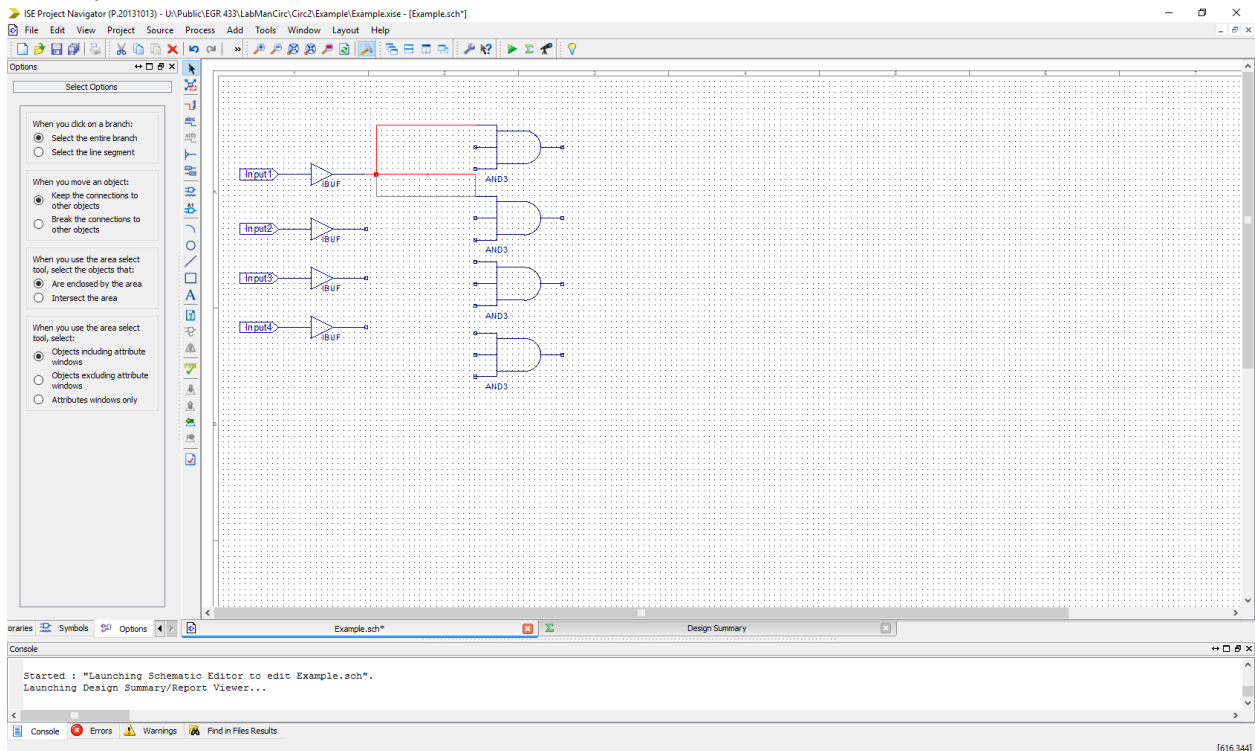 ISE Project Navigator (P.20131013) - U:\Public\EGR 433\LabManCirc\Circ2\Example\Example.xise - [Example.sch*]
File Edit View Project Source Process Add Tools Window Layout Help
Options
Select Options
When you click on a branch:
Select the entire branch
Select the line segment
When you move an object:
Keep the connections to
other objects
Break the connections to
other objects
When you use the area select
tool, select the objects that:
Are enclosed by the area
Intersect the area
When you use the area select
tool, select:
Objects including attribute
windows
Objects excluding attribute
windows
Attributes windows only
Input1
IBUF
AND3
Input2
IBUF
AND3
Input3
IBUF
AND3
Input4
IBUF
AND3
oraries Symbols Options
Example.sch*
Design Summary
Console
Started : "Launching Schematic Editor to edit Example.sch".
Launching Design Summary/Report Viewer...
Console Errors Warnings Find in Files Results
[616,344]